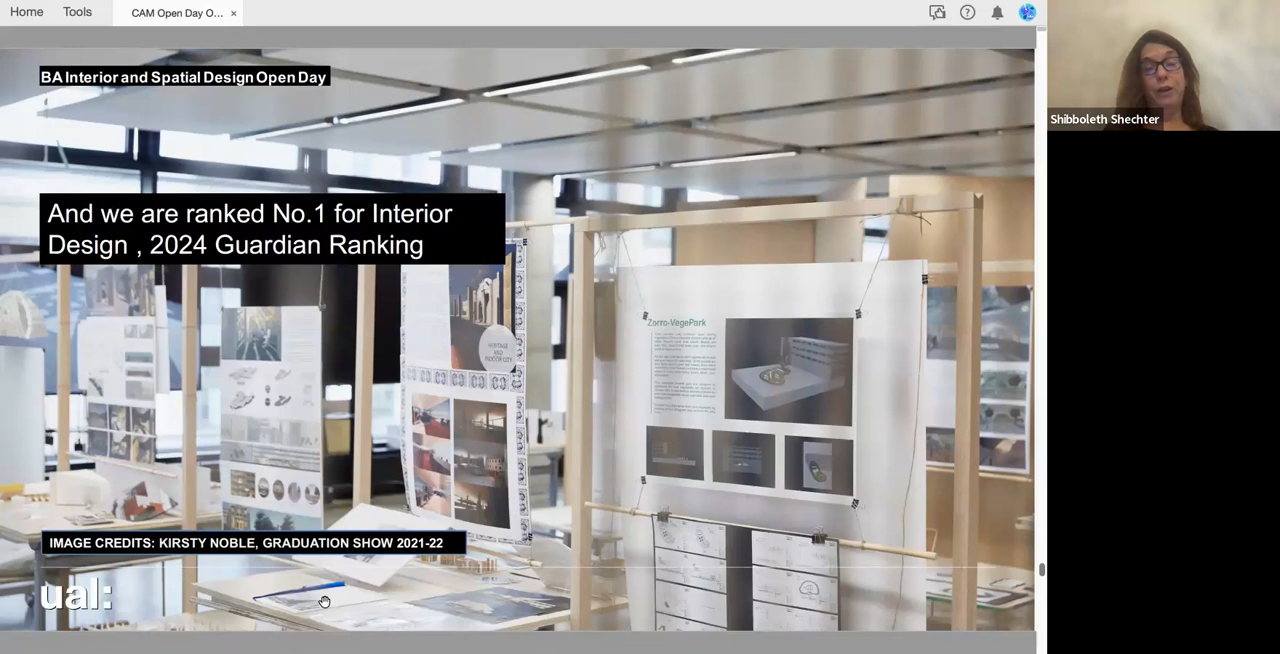 Home Tools CAM Open Day O... ×
BA Interior and Spatial Design Open Day
And we are ranked No.1 for Interior
Design , 2024 Guardian Ranking
Shibboleth Shechter
Zorro-VegePark
HERITAGE
AND
INDOOR CITY
IMAGE CREDITS: KIRSTY NOBLE, GRADUATION SHOW 2021-22
ual: